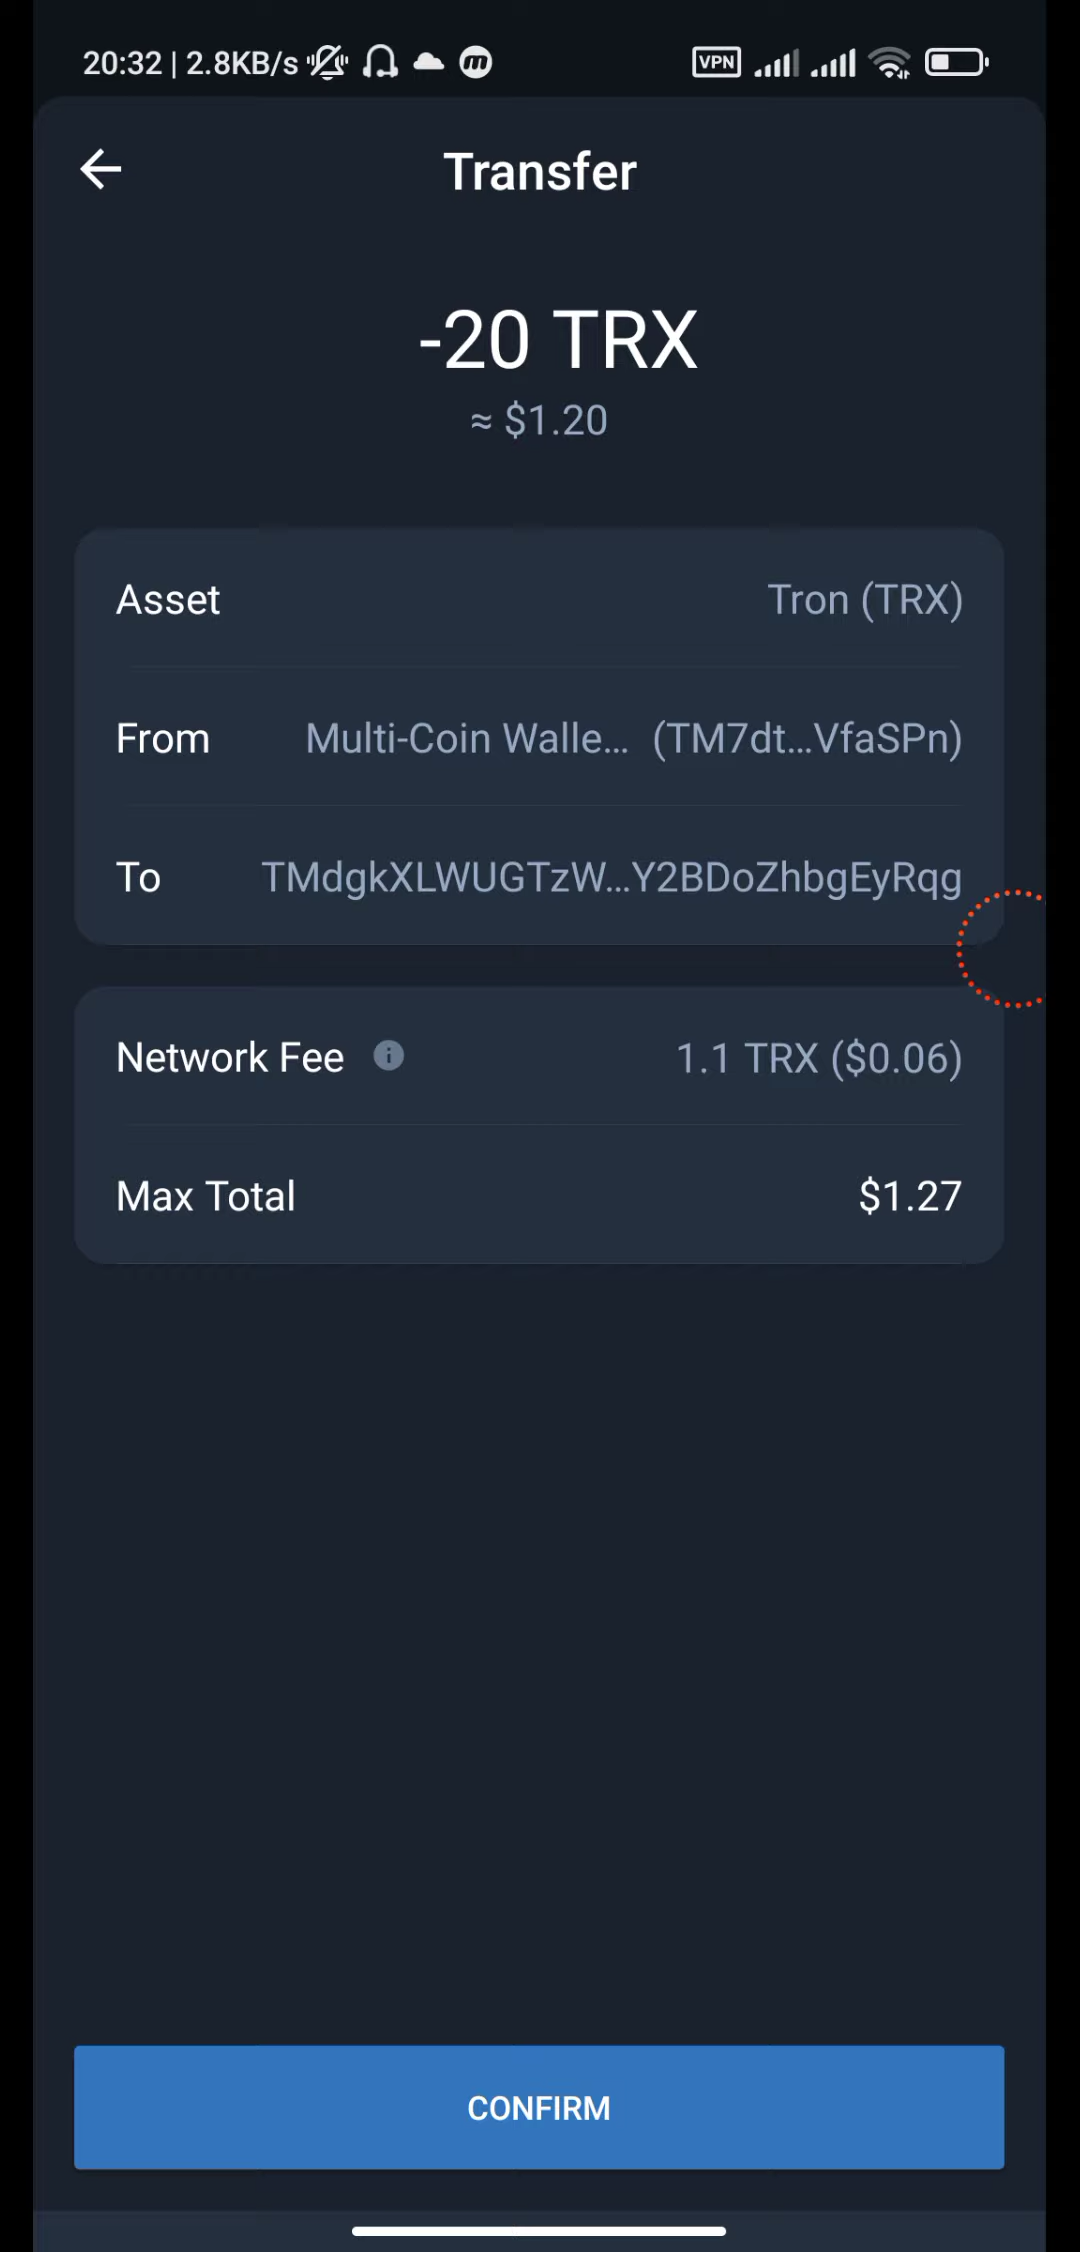 20:32 | 2.8KB/s VPN
Transfer
-20 TRX
≈ $1.20
Asset Tron (TRX)
From Multi-Coin Walle... (TM7dt...VfaSPn)
To TMdgkXLWUGTzW...Y2BDoZhbgEyRqg
Network Fee 1.1 TRX ($0.06)
Max Total $1.27
CONFIRM